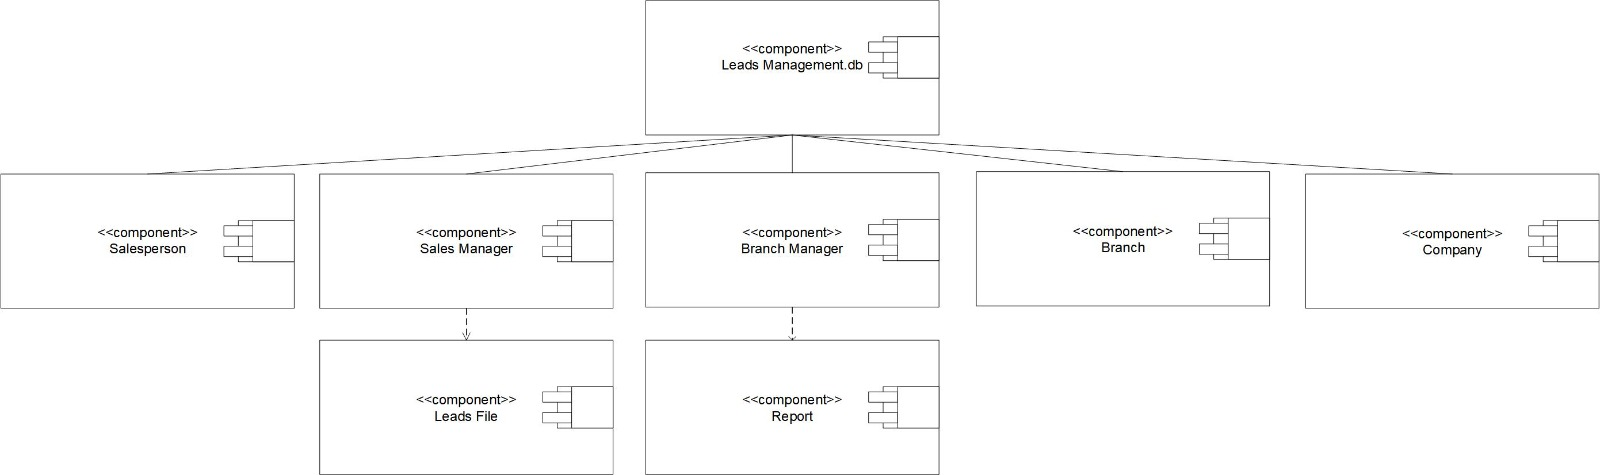 <<component>>
Leads Management.db
<<component>>
Salesperson
<<component>>
Sales Manager
<<component>>
Branch Manager
<<component>>
Branch
<<component>>
Company
<<component>>
Leads File
<<component>>
Report